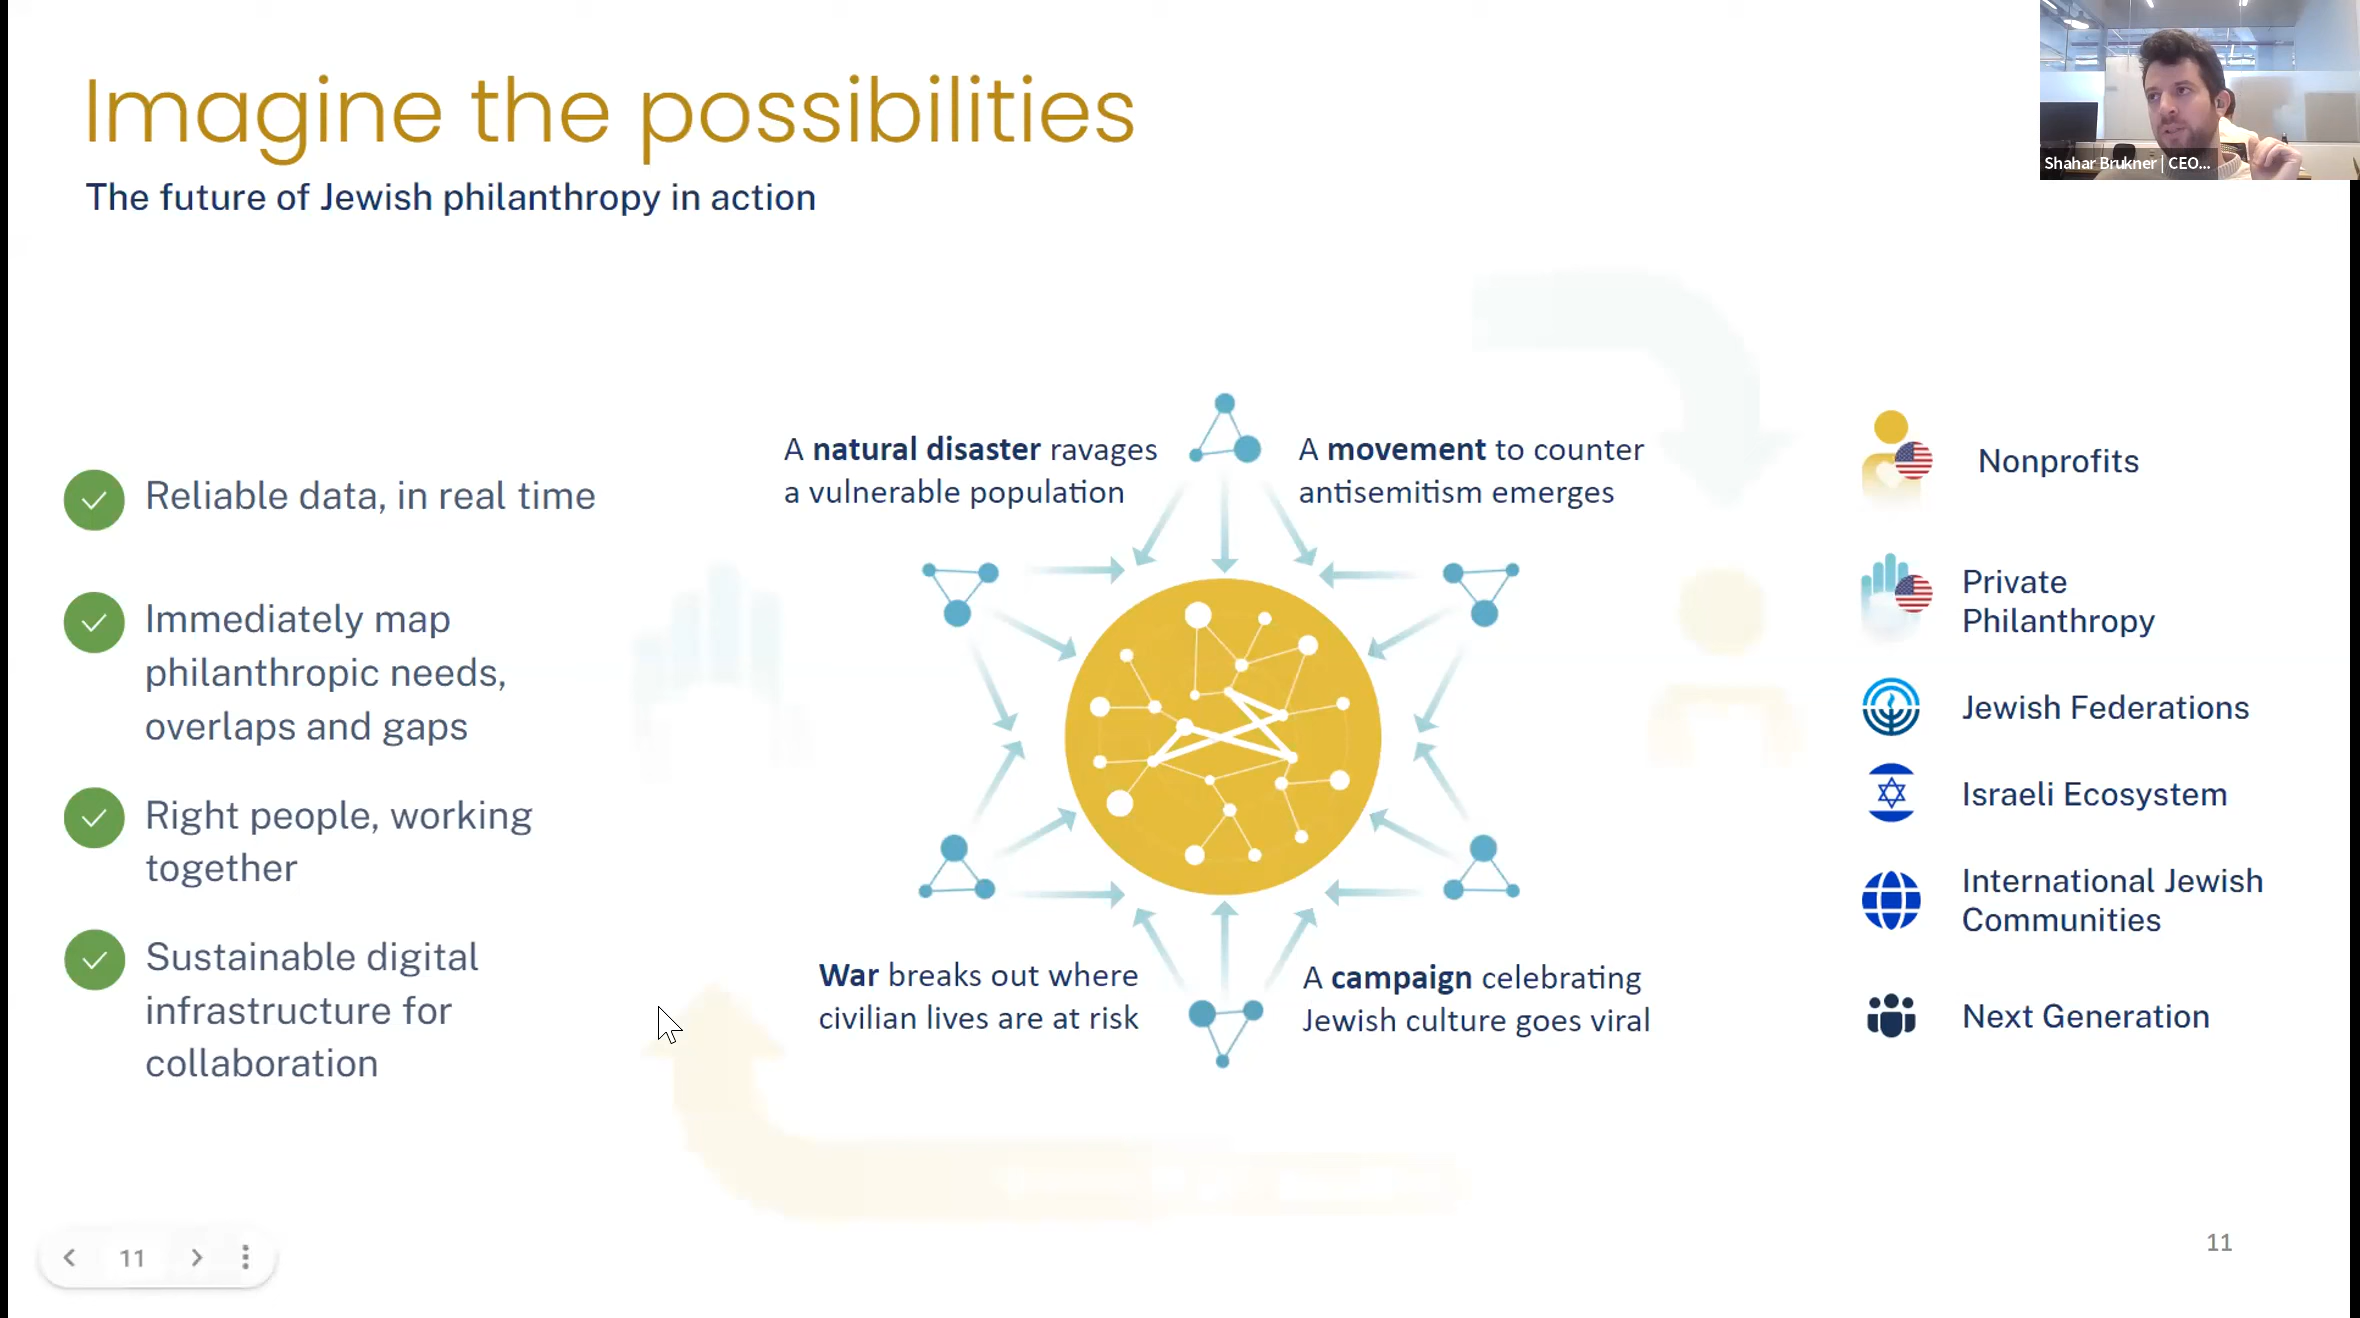 Imagine the possibilities
The future of Jewish philanthropy in action
Shahar Brukner | CEO...
Reliable data, in real time
Immediately map
philanthropic needs,
overlaps and gaps
Right people, working
together
Sustainable digital
infrastructure for
collaboration
A natural disaster ravages
a vulnerable population
A movement to counter
antisemitism emerges
War breaks out where
civilian lives are at risk
A campaign celebrating
Jewish culture goes viral
Nonprofits
Private
Philanthropy
Jewish Federations
Israeli Ecosystem
International Jewish
Communities
Next Generation
11
11